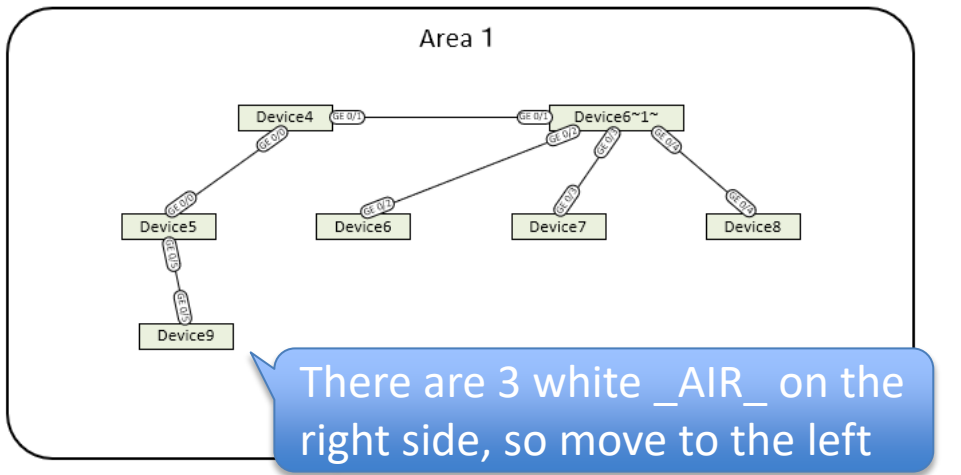 Area 1
Device4
GE 0/1
GE 0/1
Device6~1~
GE 0/0
GE 0/2
GE 0/3
GE 0/4
GE 0/0
GE 0/2
GE 0/3
GE 0/4
Device5
Device6
Device7
Device8
GE 0/5
GE 0/5
Device9
There are 3 white _AIR_ on the
right side, so move to the left